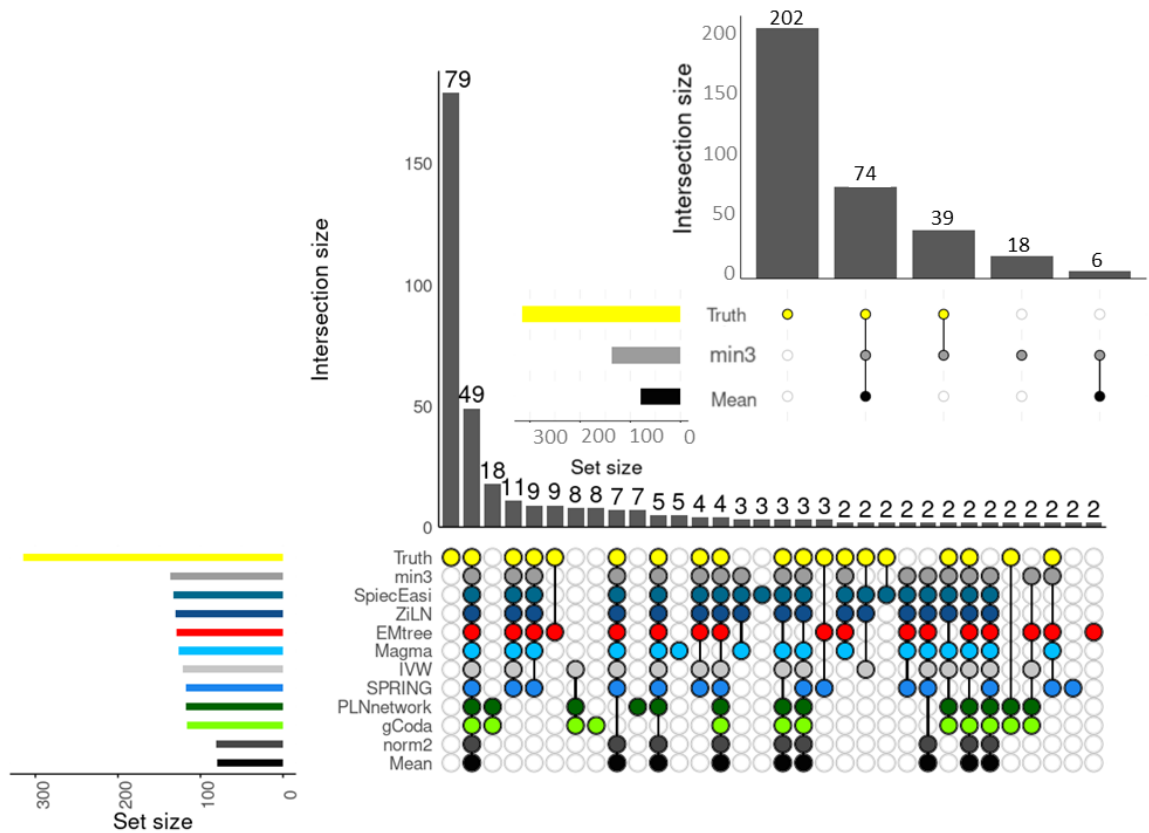 202
200
150
100
50
0
Intersection size
74
39
18
6
Truth
min3
Mean
300 200 100 0
Set size
79
49
18 11 9 9 8 8 7 7 5 5 4 4 3 3 3 3 3 2 2 2 2 2 2 2 2 2 2 2 2 2
Intersection size
150
100
50
0
Truth
min3
SpiecEasi
ZiLN
EMtree
Magma
IVW
SPRING
PLNnetwork
gCoda
norm2
Mean
300 200 100 0
Set size